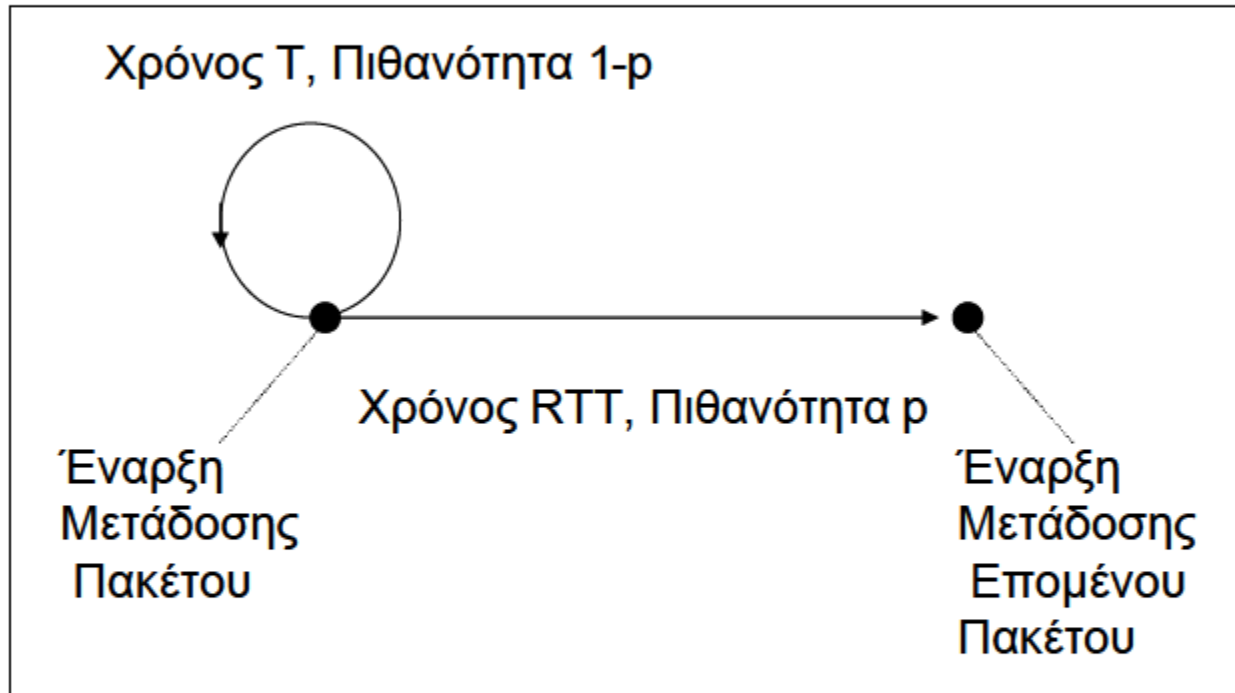 Χρόνος Τ, Πιθανότητα 1-p
Χρόνος RTT, Πιθανότητα p
Έναρξη
Μετάδοσης
Πακέτου
Έναρξη
Μετάδοσης
Επομένου
Πακέτου